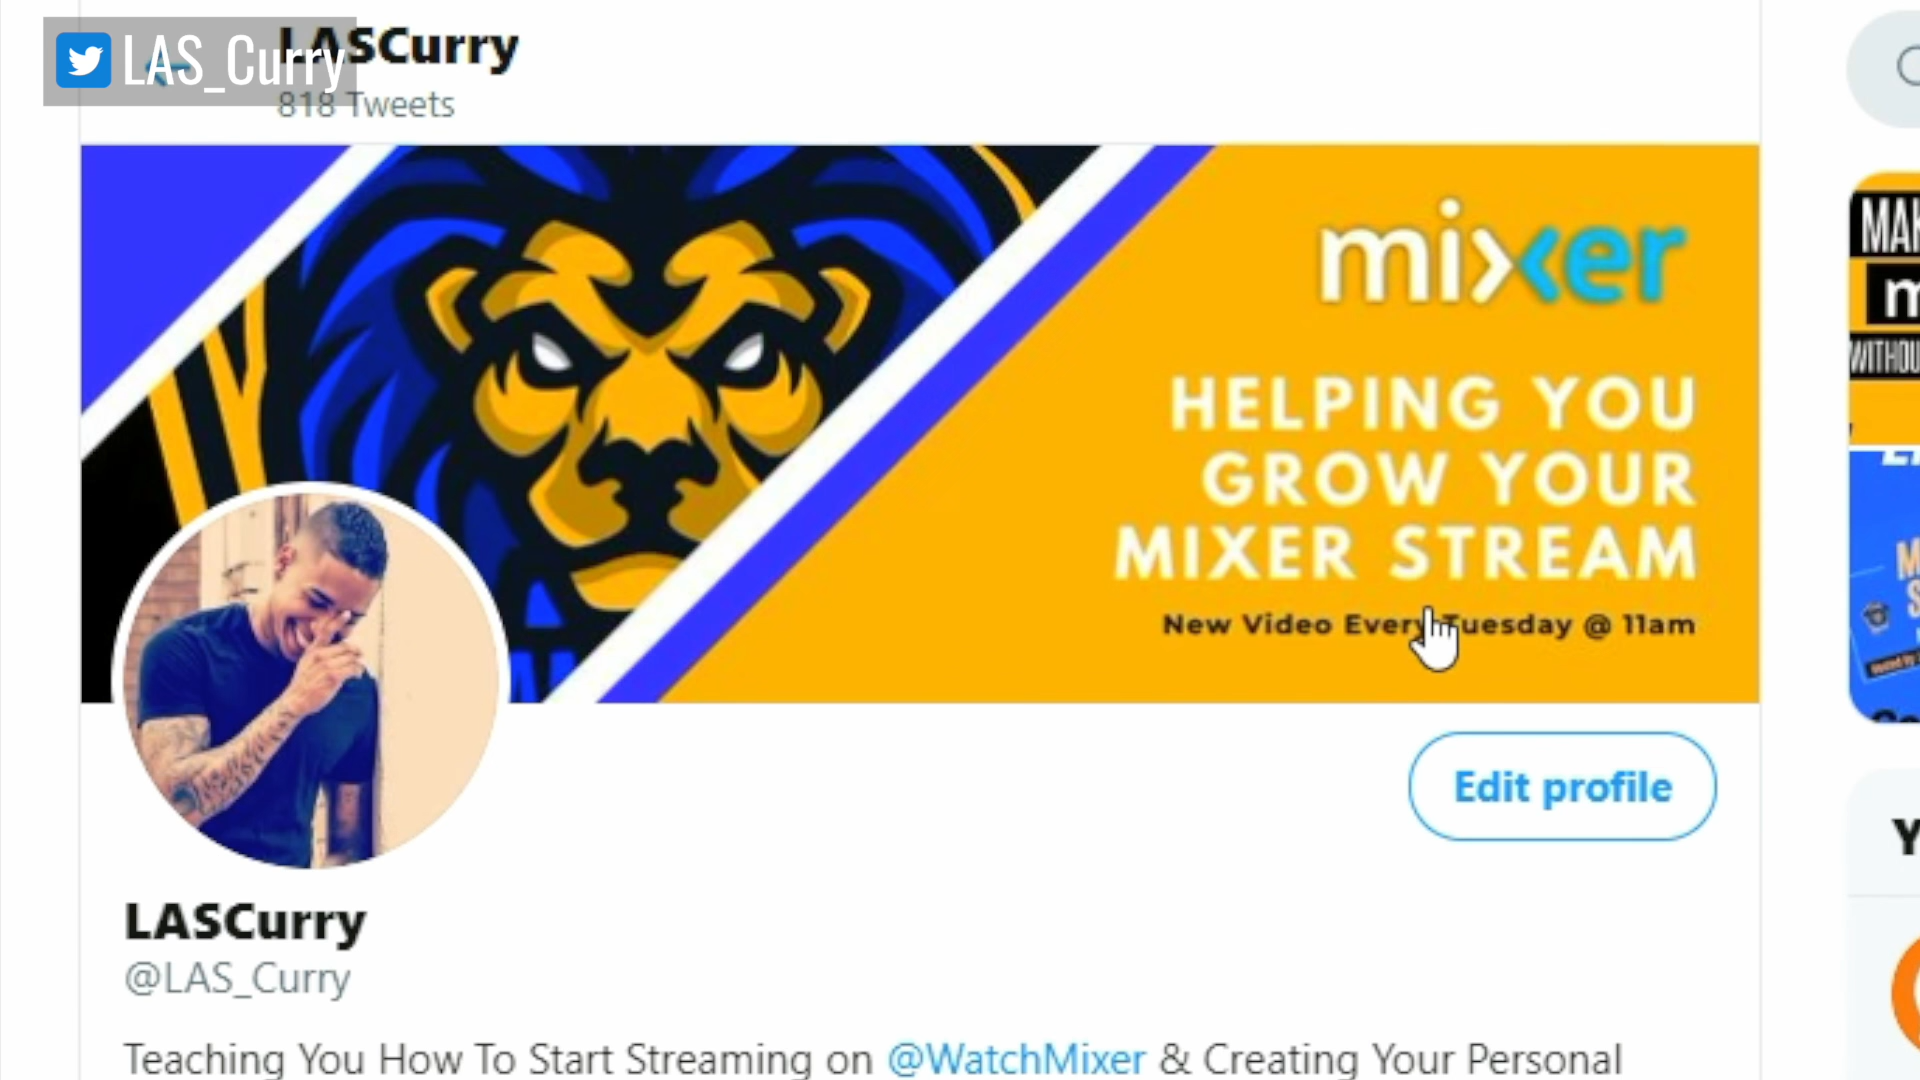 LAS_Curry
LASCurry
818 Tweets
mixer
HELPING YOU
GROW YOUR
MIXER STREAM
New Video Every Tuesday @ 11am
Edit profile
LASCurry
@LAS_Curry
Teaching You How To Start Streaming on @WatchMixer & Creating Your Personal